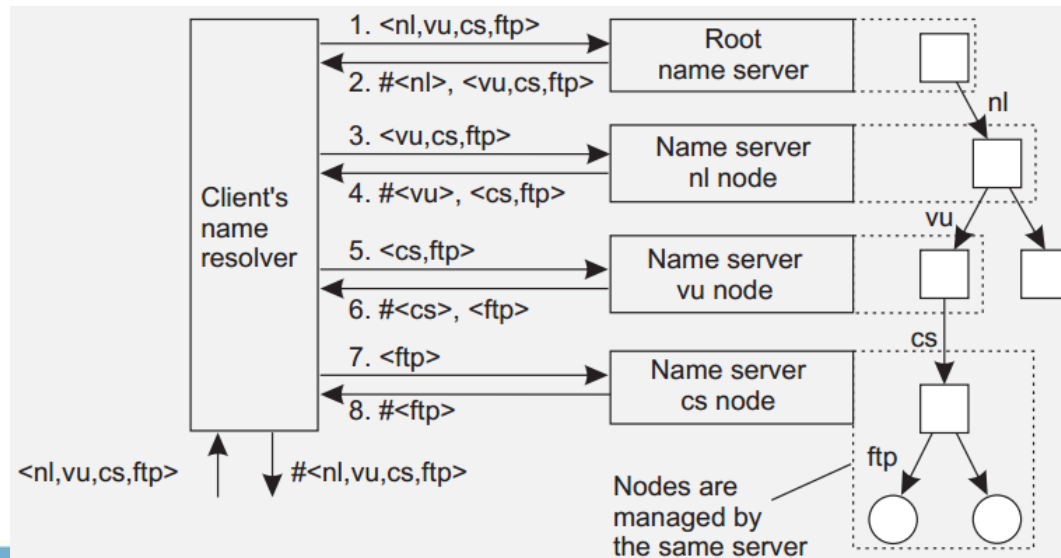 1. <nl,vu,cs,ftp>
2. #<nl>, <vu,cs,ftp>
Root
name server
nl
3. <vu,cs,ftp>
4. #<vu>, <cs,ftp>
Name server
nl node
vu
Client's
name
resolver
5. <cs,ftp>
6. #<cs>, <ftp>
Name server
vu node
cs
7. <ftp>
8. #<ftp>
Name server
cs node
ftp
<nl,vu,cs,ftp>
#<nl,vu,cs,ftp>
Nodes are
managed by
the same server